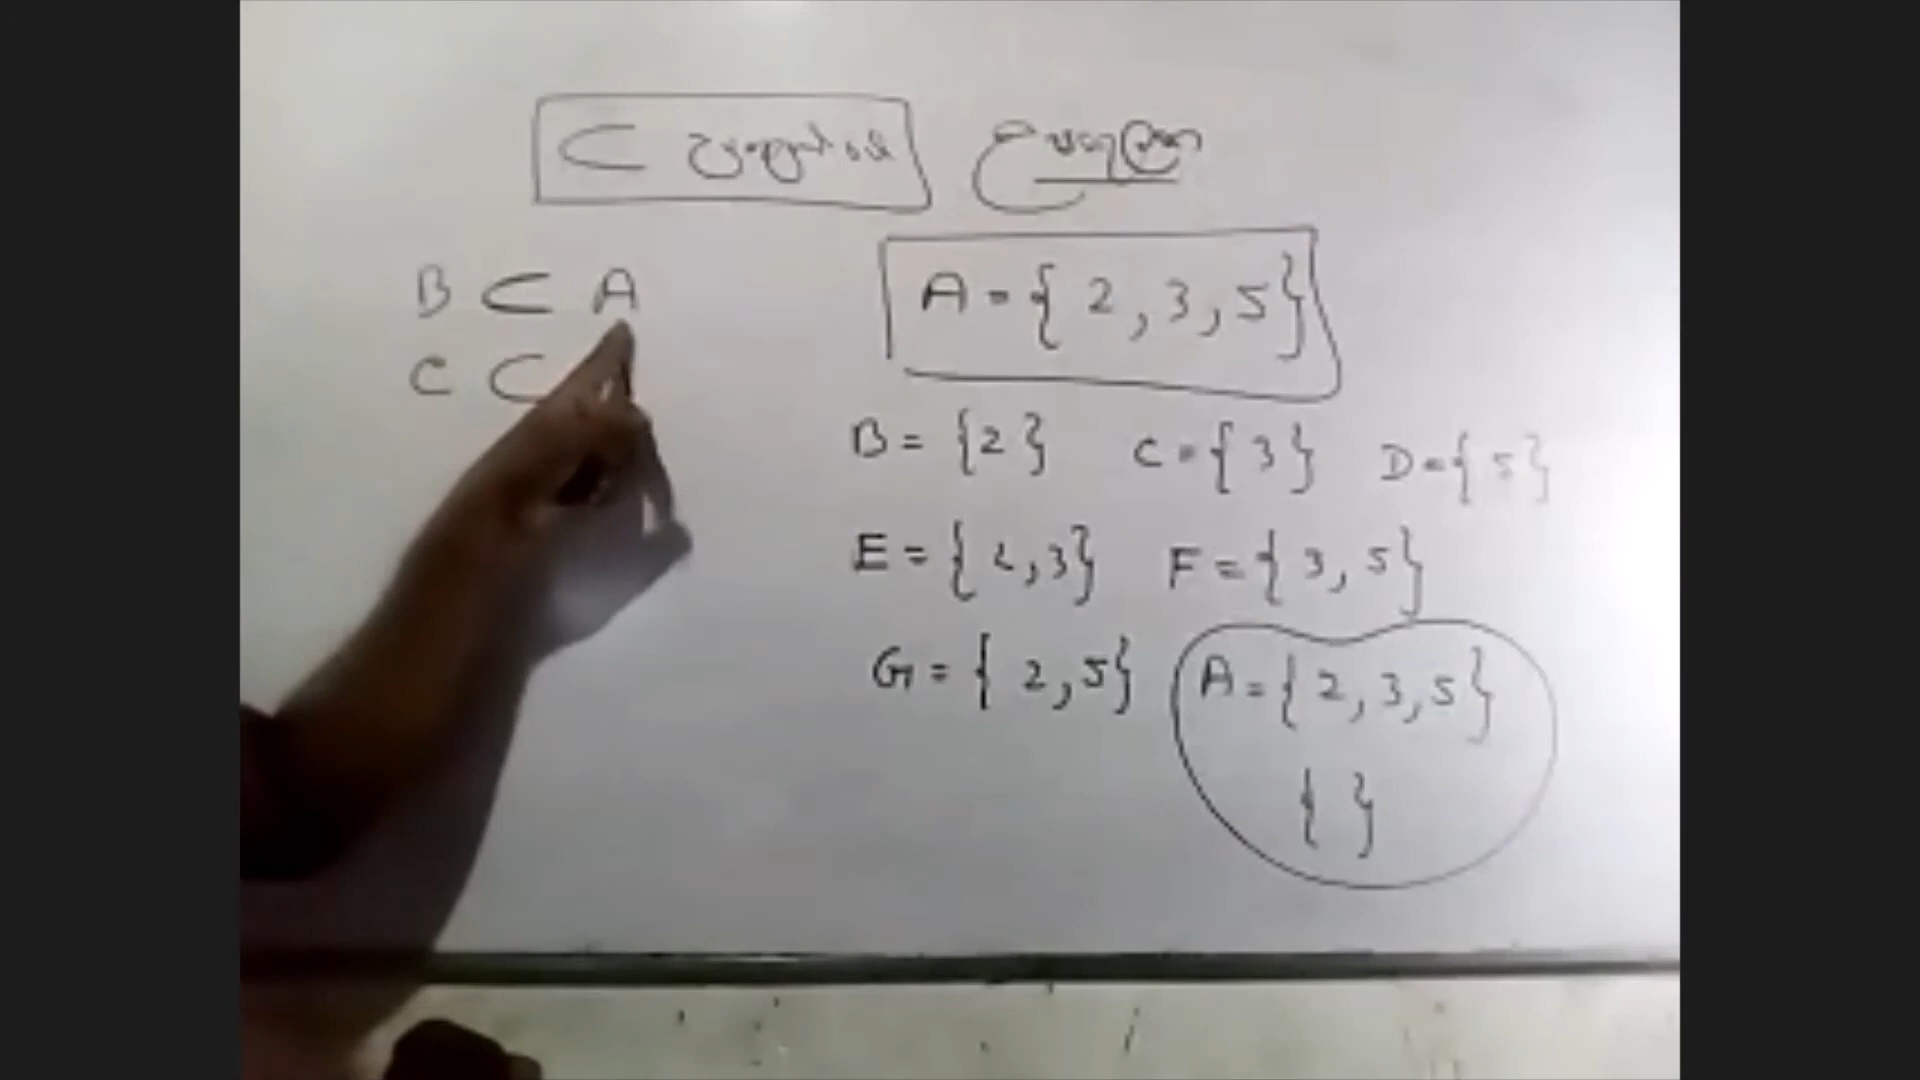 ⊂
B ⊂ A
C ⊂
A = { 2, 3, 5 }
B = {2} C = {3} D = {5}
E = {2,3} F = {3, 5}
G = { 2,5} A = { 2, 3, 5 }
{ }